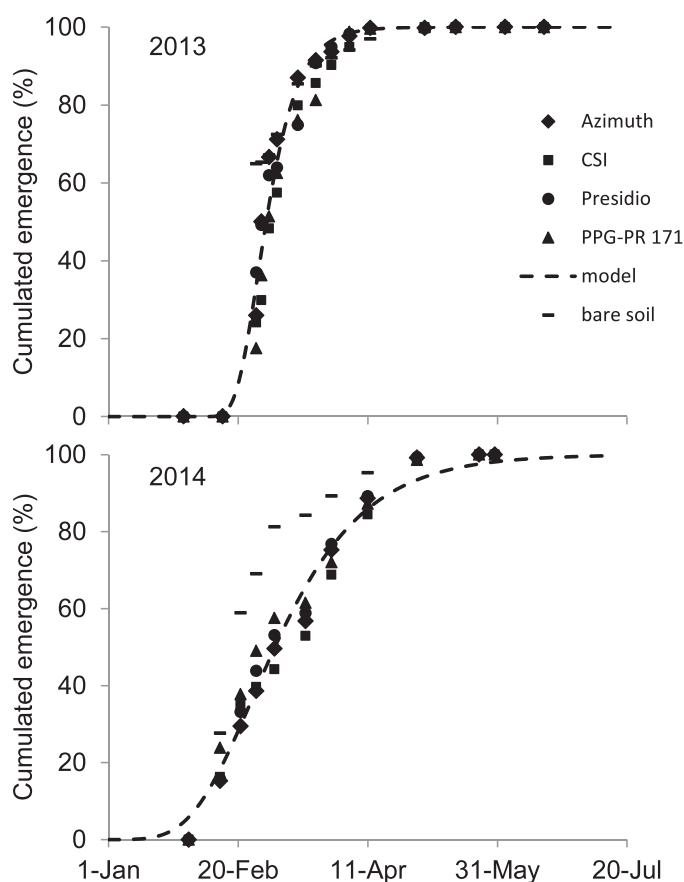 2013
Cumulated emergence (%)
100
80
60
40
20
0
Azimuth
CSI
Presidio
PPG-PR 171
model
bare soil
2014
Cumulated emergence (%)
100
80
60
40
20
0
1-Jan 20-Feb 11-Apr 31-May 20-Jul